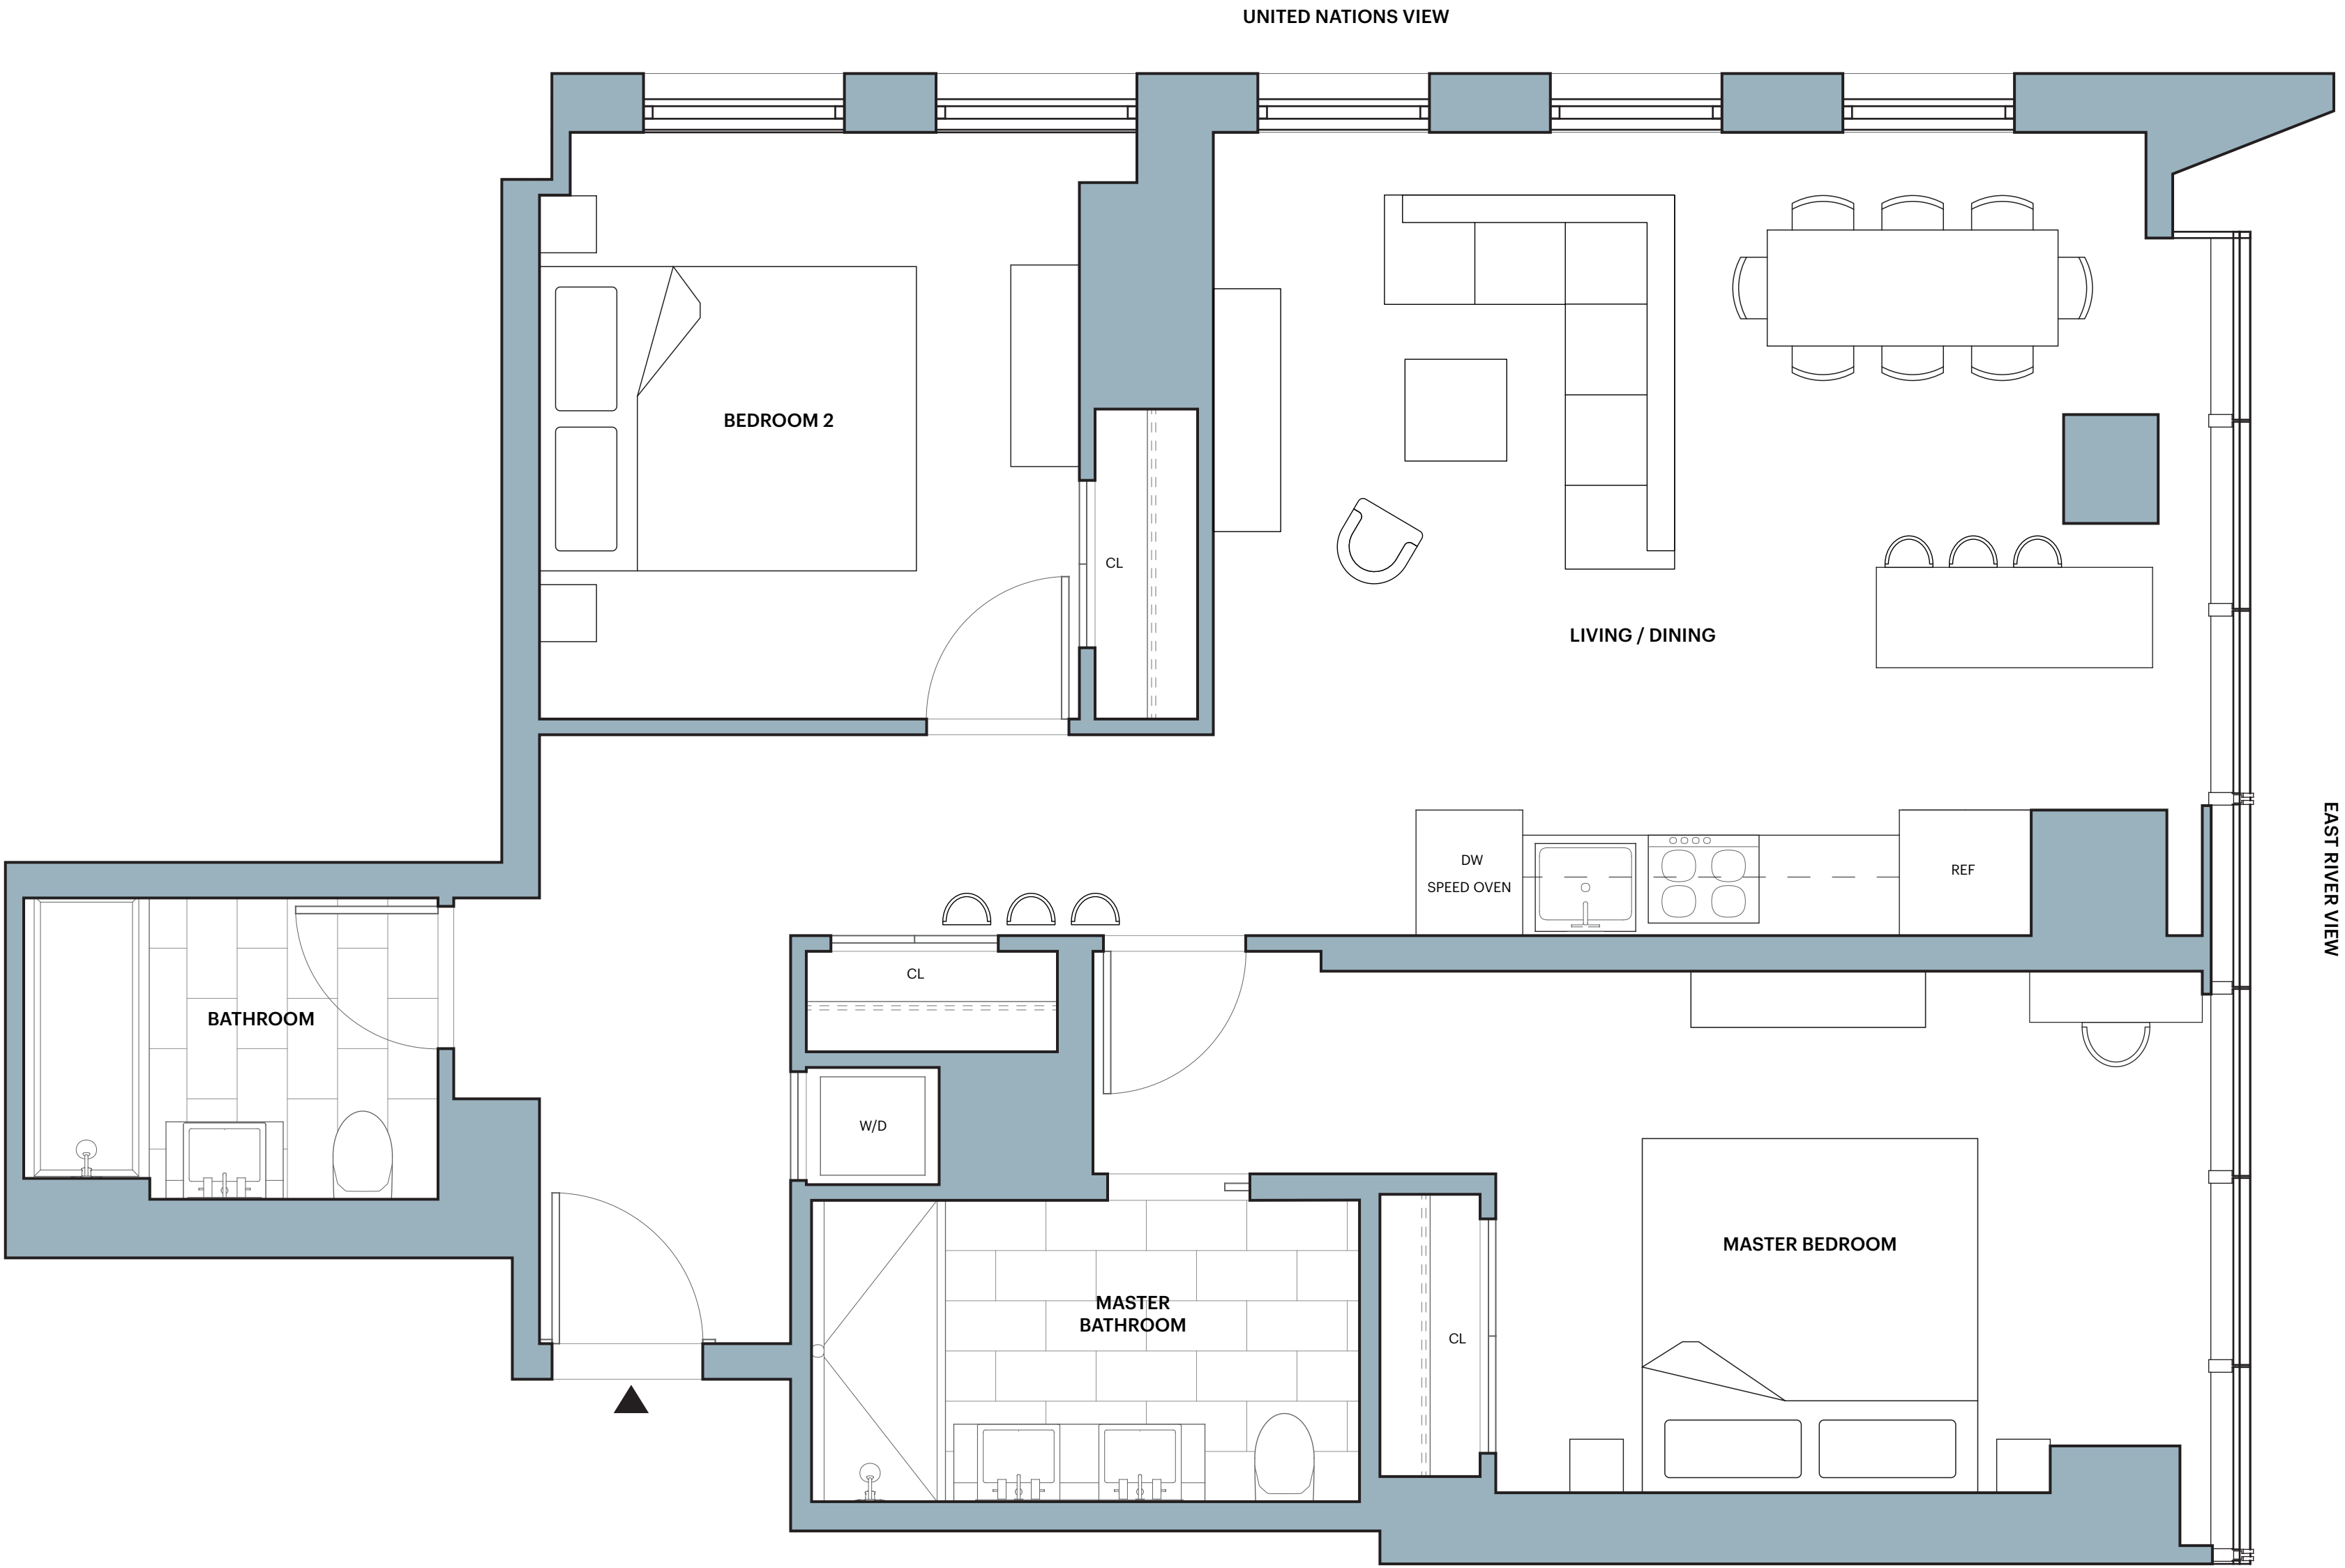 UNITED NATIONS VIEW
BEDROOM 2
CL
LIVING / DINING
EAST RIVER VIEW
DW
SPEED OVEN
REF
CL
BATHROOM
W/D
MASTER BEDROOM
MASTER
BATHROOM
CL